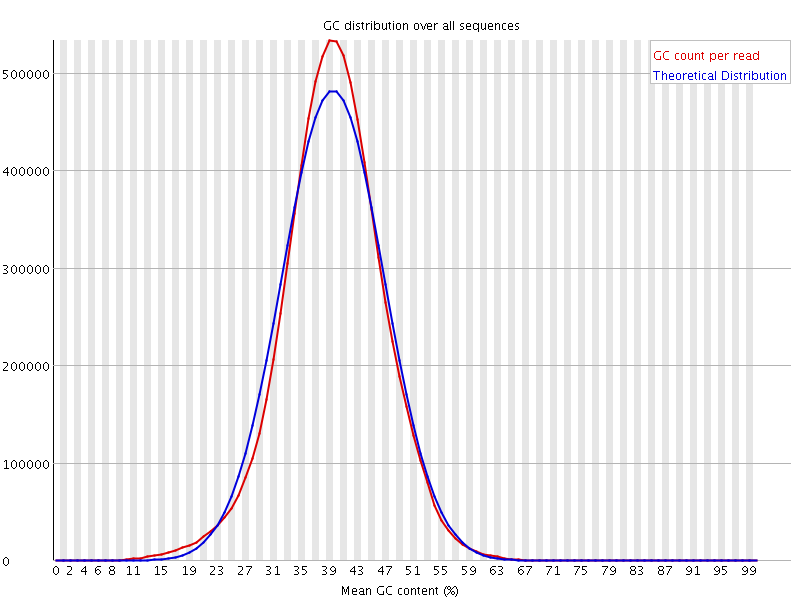 GC distribution over all sequences
GC count per read
Theoretical Distribution
500000
400000
300000
200000
100000
0
0 2 4 6 8 11 15 19 23 27 31 35 39 43 47 51 55 59 63 67 71 75 79 83 87 91 95 99
Mean GC content (%)